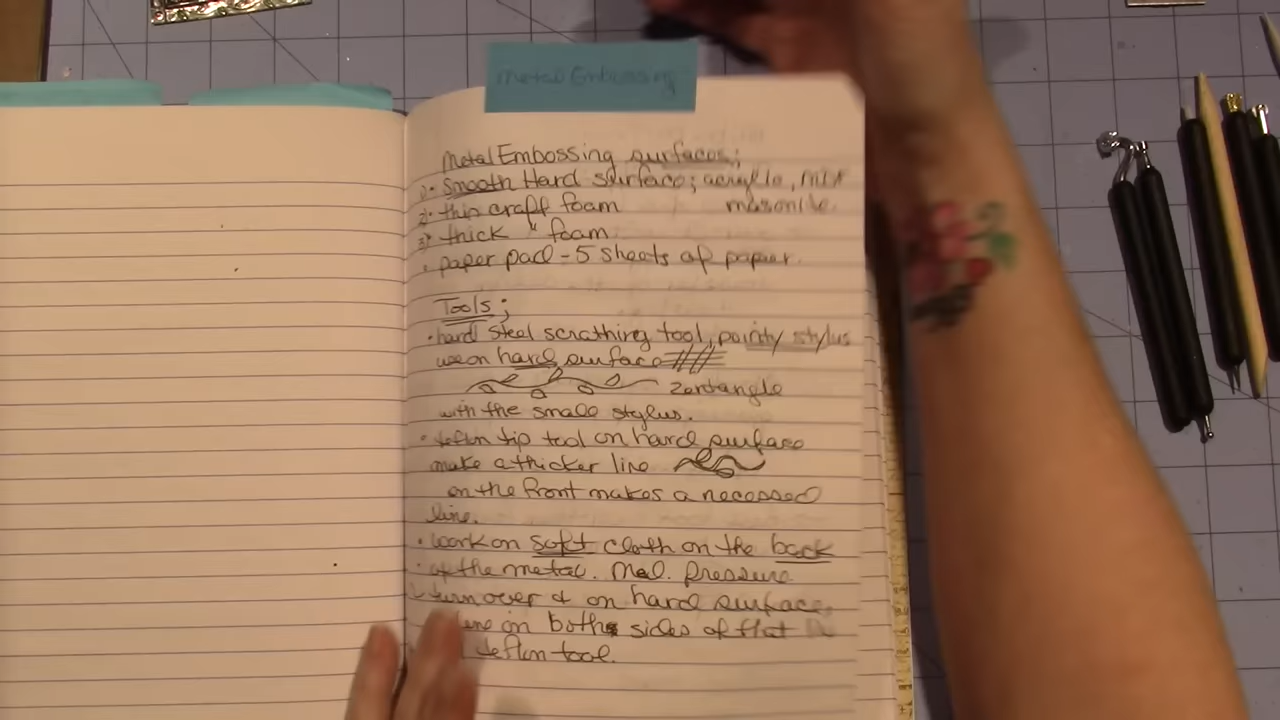 Metal Embossing
Metal Embossing surfaces;
1) • Smooth Hard surface; acrylic, MDF
2) • thin craft foam masonite.
3) • thick " foam
• paper pad - 5 sheets of paper.
Tools;
• hard steel scrathing tool, pointy stylus
use on hard surface
zentangle
with the small stylus.
• teflon tip tool on hard surface
make a thicker line
on the front makes a recessed
line.
• work on soft cloth on the back
• of the metal. Med. pressure
turn over & on hard surface,
on both sides of flat
teflon tool.